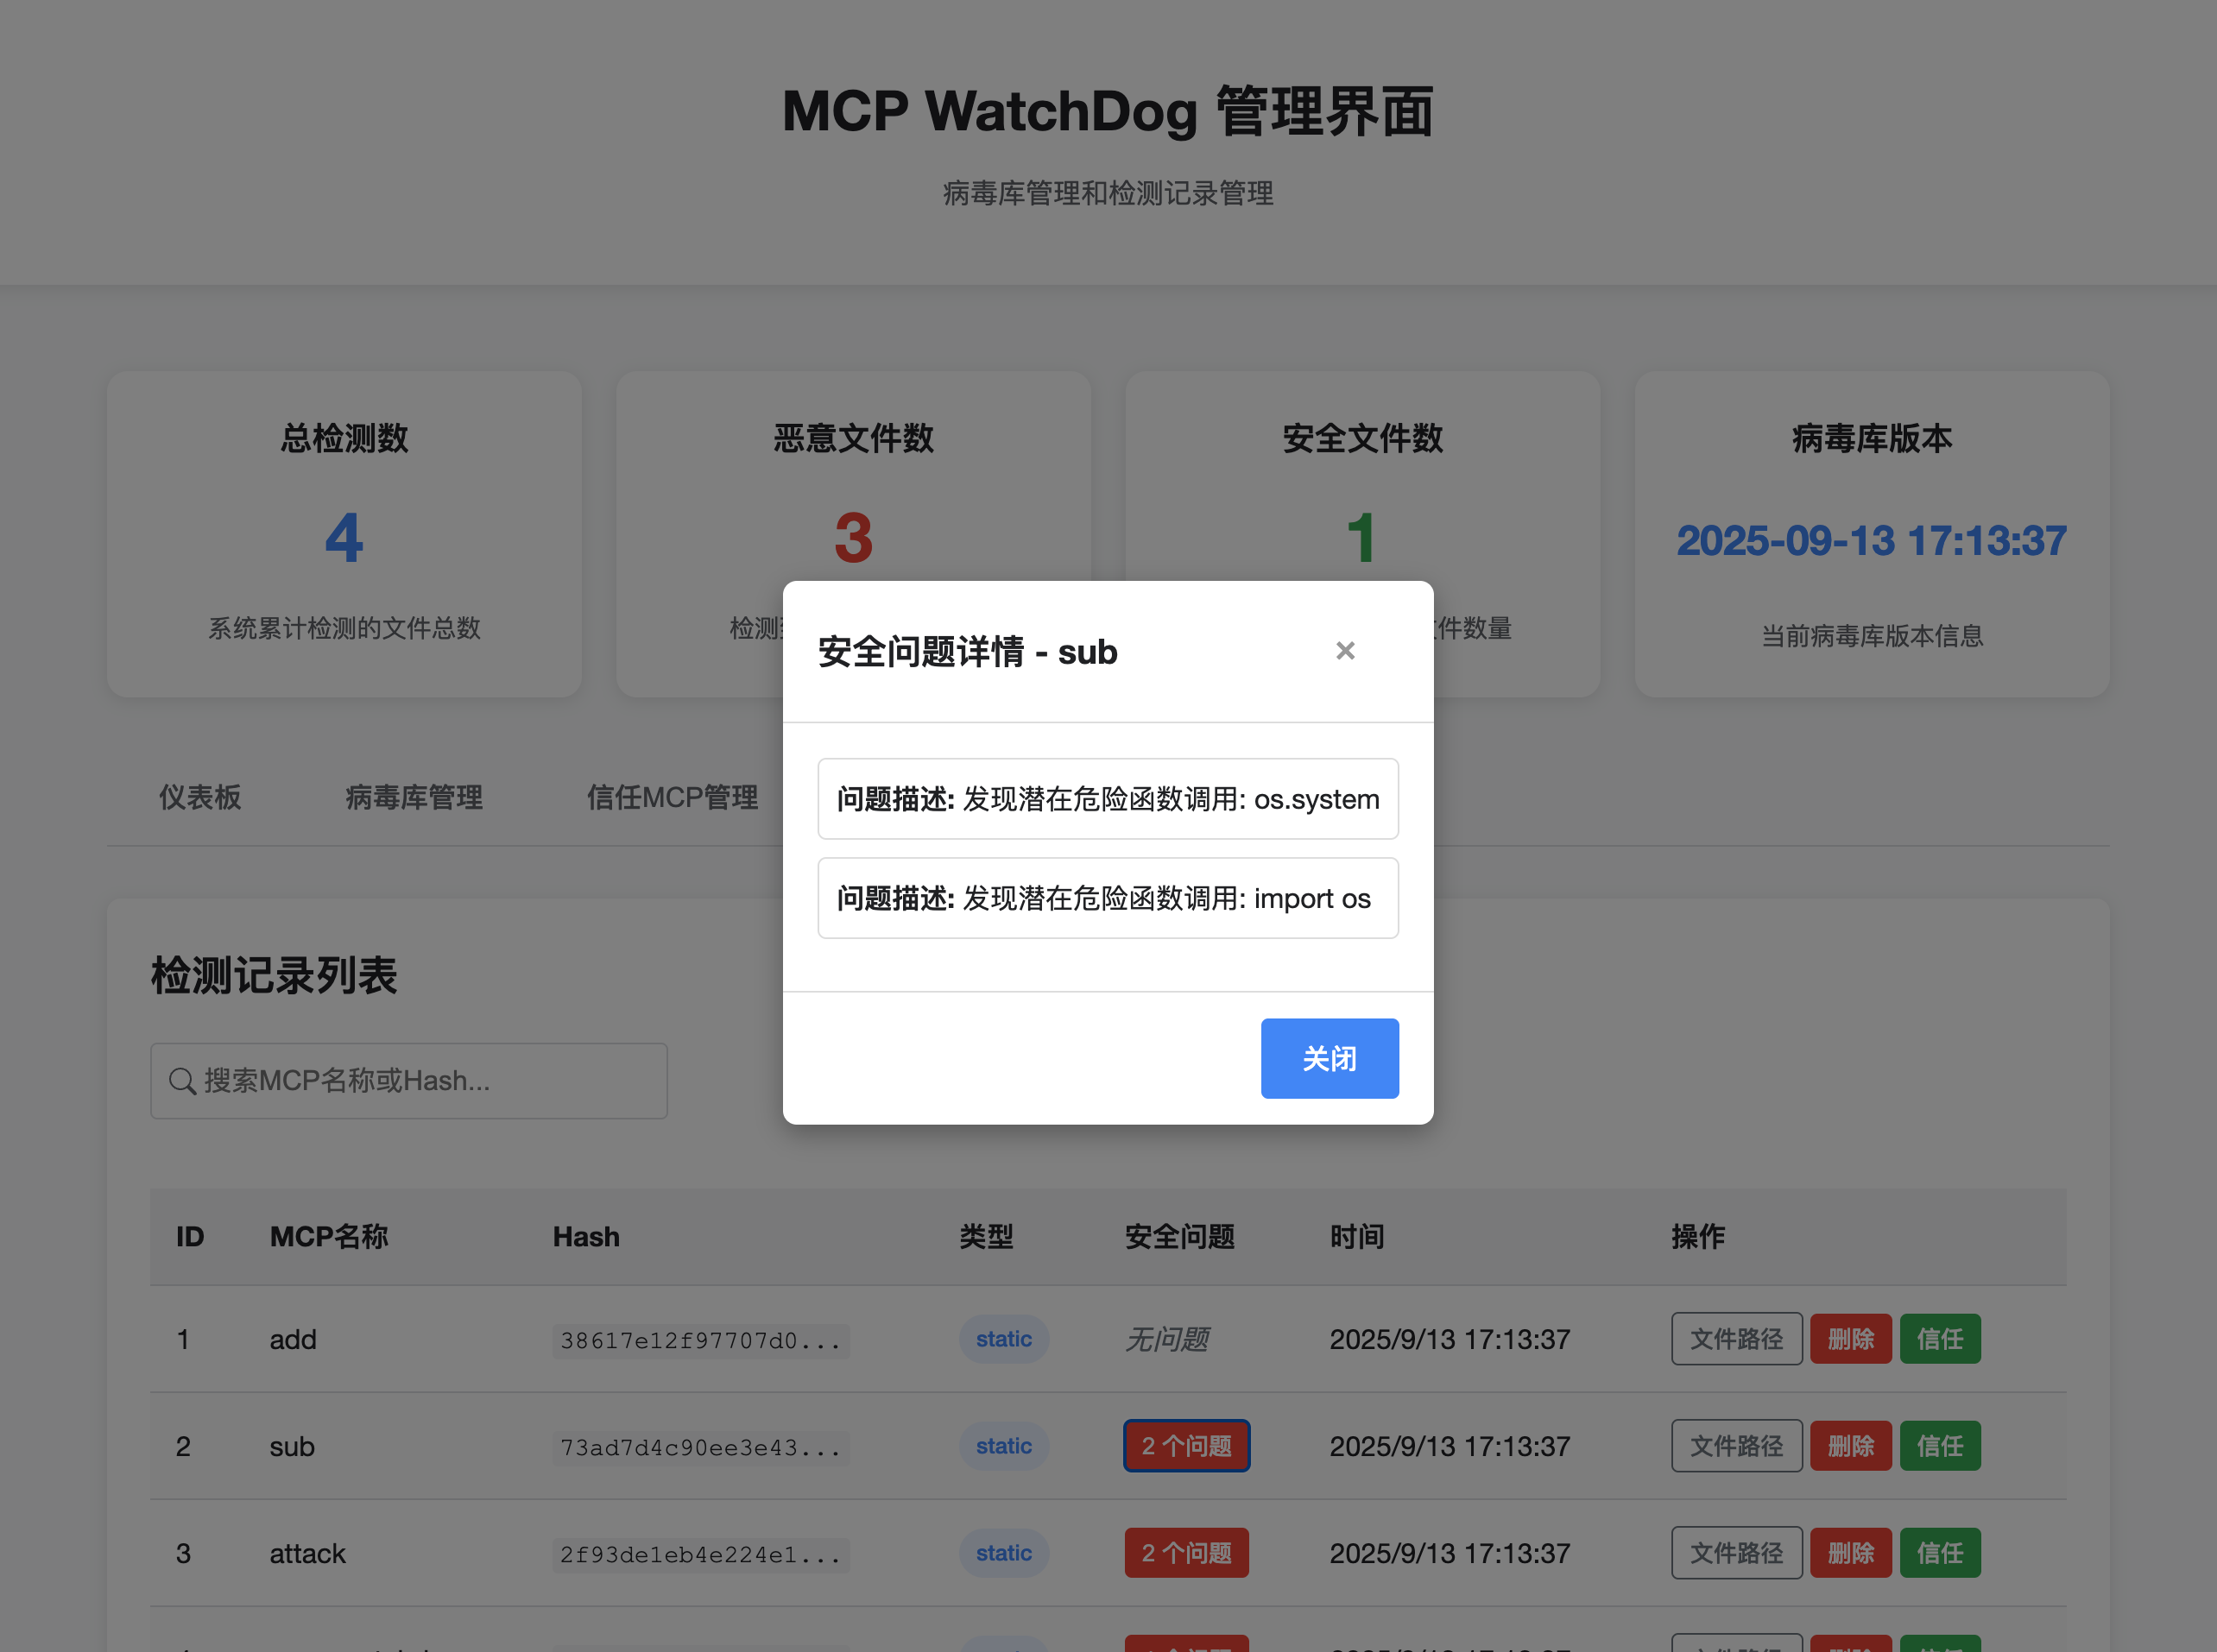 MCP WatchDog 管理界面
病毒库管理和检测记录管理
总检测数
4
系统累计检测的文件总数
恶意文件数
3
检测
安全文件数
1
件数量
病毒库版本
2025-09-13 17:13:37
当前病毒库版本信息
安全问题详情 - sub ×
问题描述: 发现潜在危险函数调用: os.system
问题描述: 发现潜在危险函数调用: import os
关闭
仪表板 病毒库管理 信任MCP管理
检测记录列表
搜索MCP名称或Hash...
ID MCP名称 Hash 类型 安全问题 时间 操作
1 add 38617e12f97707d0... static 无问题 2025/9/13 17:13:37 文件路径 删除 信任
2 sub 73ad7d4c90ee3e43... static 2 个问题 2025/9/13 17:13:37 文件路径 删除 信任
3 attack 2f93de1eb4e224e1... static 2 个问题 2025/9/13 17:13:37 文件路径 删除 信任